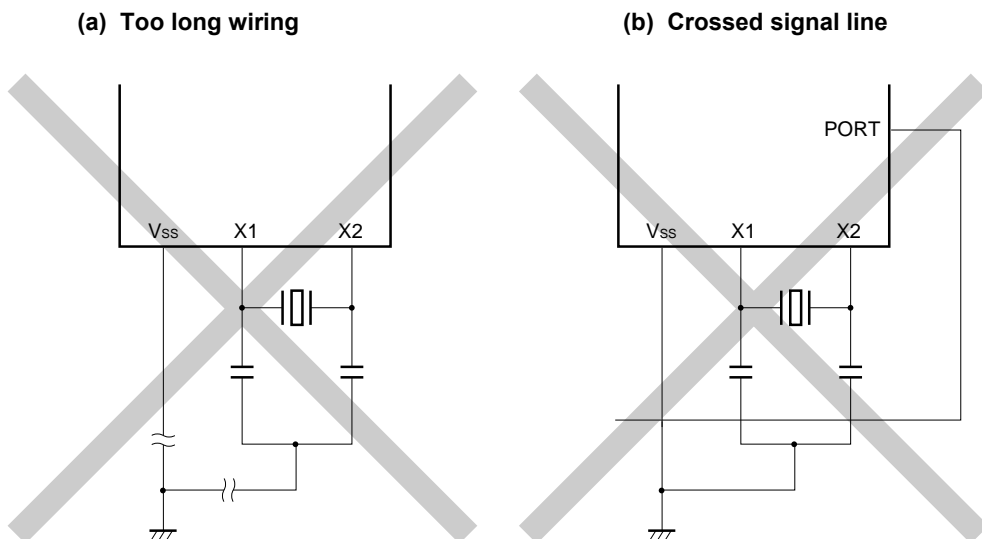 (a) Too long wiring
VSS X1 X2
(b) Crossed signal line
PORT
VSS X1 X2